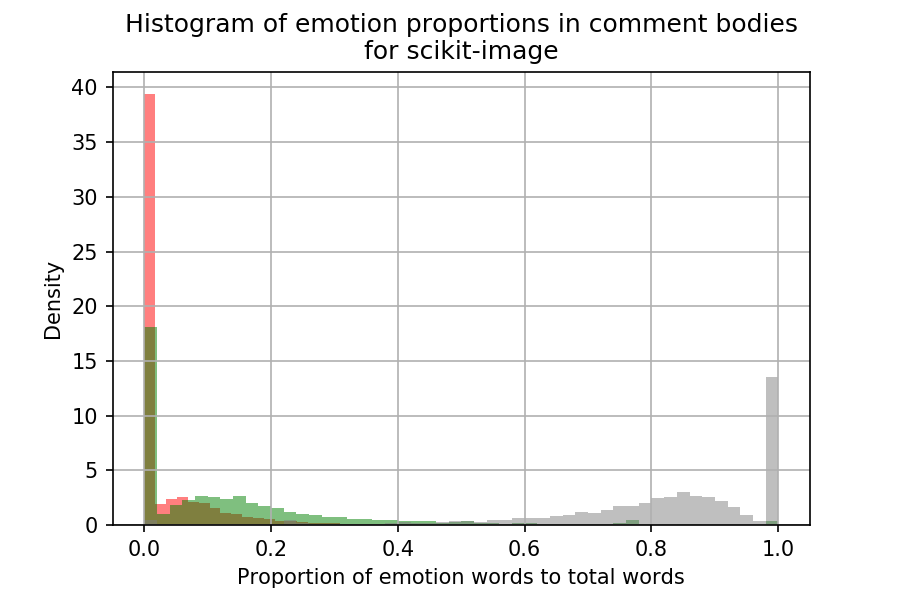 Histogram of emotion proportions in comment bodies
for scikit-image
40
35
30
25
20
15
10
5
0
Density
0.0 0.2 0.4 0.6 0.8 1.0
Proportion of emotion words to total words